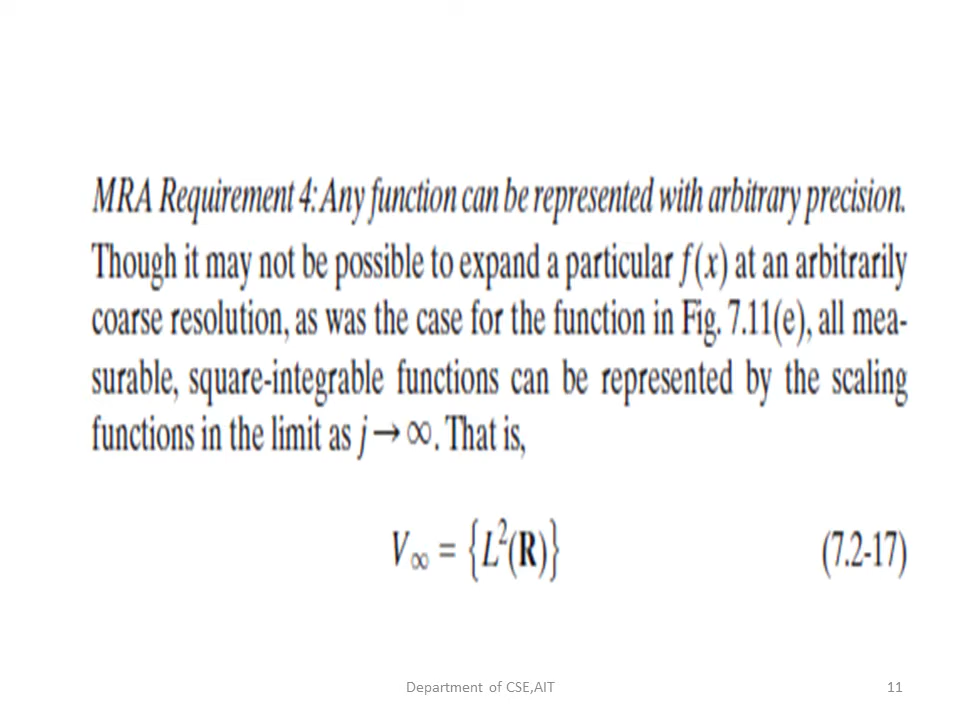 MRA Requirement 4: Any function can be represented with arbitrary precision.
Though it may not be possible to expand a particular f(x) at an arbitrarily
coarse resolution, as was the case for the function in Fig. 7.11(e), all mea-
surable, square-integrable functions can be represented by the scaling
functions in the limit as j → ∞. That is,
V∞ = {L²(R)} (7.2-17)
Department of CSE,AIT 11